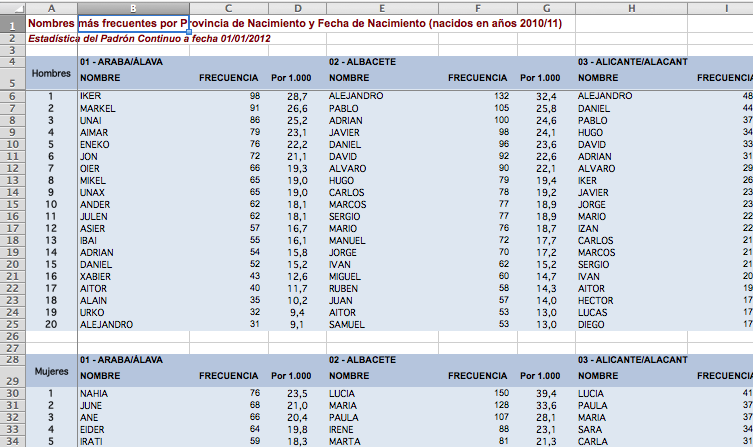 A B C D E F G H I
1 Nombres más frecuentes por Provincia de Nacimiento y Fecha de Nacimiento (nacidos en años 2010/11)
2 Estadística del Padrón Continuo a fecha 01/01/2012
3
4 01 - ARABA/ÁLAVA 02 - ALBACETE 03 - ALICANTE/ALACANT
5 Hombres NOMBRE FRECUENCIA Por 1.000 NOMBRE FRECUENCIA Por 1.000 NOMBRE FRECUENCIA
6 1 IKER 98 28,7 ALEJANDRO 132 32,4 ALEJANDRO 48
7 2 MARKEL 91 26,6 PABLO 105 25,8 DANIEL 44
8 3 UNAI 86 25,2 ADRIAN 100 24,6 PABLO 37
9 4 AIMAR 79 23,1 JAVIER 98 24,1 HUGO 34
10 5 ENEKO 76 22,2 DANIEL 96 23,6 DAVID 33
11 6 JON 72 21,1 DAVID 92 22,6 ADRIAN 31
12 7 OIER 66 19,3 ALVARO 90 22,1 ALVARO 29
13 8 MIKEL 65 19,0 HUGO 79 19,4 IKER 26
14 9 UNAX 65 19,0 CARLOS 78 19,2 JAVIER 23
15 10 ANDER 62 18,1 MARCOS 77 18,9 JORGE 23
16 11 JULEN 62 18,1 SERGIO 77 18,9 MARIO 22
17 12 ASIER 57 16,7 MARIO 76 18,7 IZAN 22
18 13 IBAI 55 16,1 MANUEL 72 17,7 CARLOS 21
19 14 ADRIAN 54 15,8 JORGE 70 17,2 MARCOS 21
20 15 DANIEL 52 15,2 IVAN 62 15,2 SERGIO 21
21 16 XABIER 43 12,6 MIGUEL 60 14,7 IVAN 20
22 17 AITOR 40 11,7 RUBEN 58 14,3 AITOR 19
23 18 ALAIN 35 10,2 JUAN 57 14,0 HECTOR 17
24 19 URKO 32 9,4 AITOR 53 13,0 LUCAS 17
25 20 ALEJANDRO 31 9,1 SAMUEL 53 13,0 DIEGO 17
26
27
28 01 - ARABA/ÁLAVA 02 - ALBACETE 03 - ALICANTE/ALACANT
29 Mujeres NOMBRE FRECUENCIA Por 1.000 NOMBRE FRECUENCIA Por 1.000 NOMBRE FRECUENCIA
30 1 NAHIA 76 23,5 LUCIA 150 39,4 LUCIA 41
31 2 JUNE 68 21,0 MARIA 128 33,6 PAULA 37
32 3 ANE 66 20,4 PAULA 107 28,1 MARIA 37
33 4 EIDER 64 19,8 IRENE 88 23,1 SARA 34
34 5 IRATI 59 18,3 MARTA 81 21,3 CARLA 31